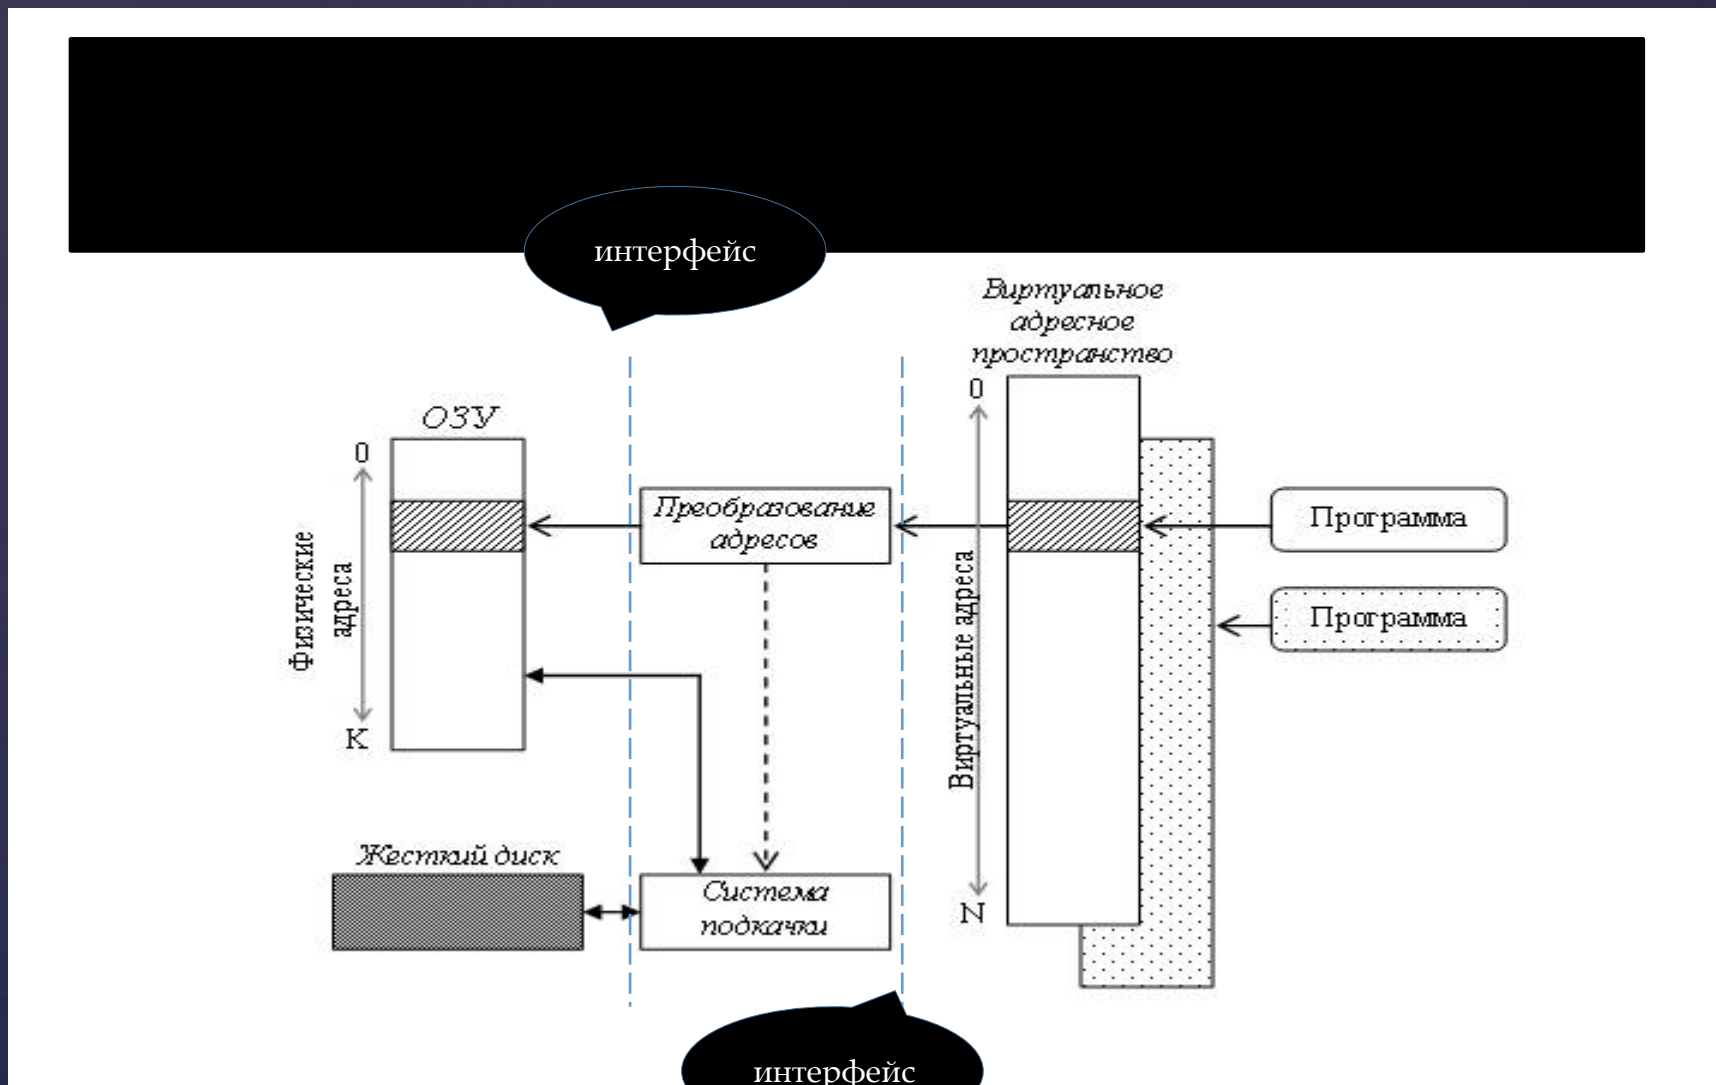 интерфейс
Виртуальное
адресное
пространство
0
ОЗУ
0
Преобразование
адресов
Программа
Физические
адреса
Виртуальные адреса
Программа
K
Жесткий диск
Система
подкачки
N
интерфейс